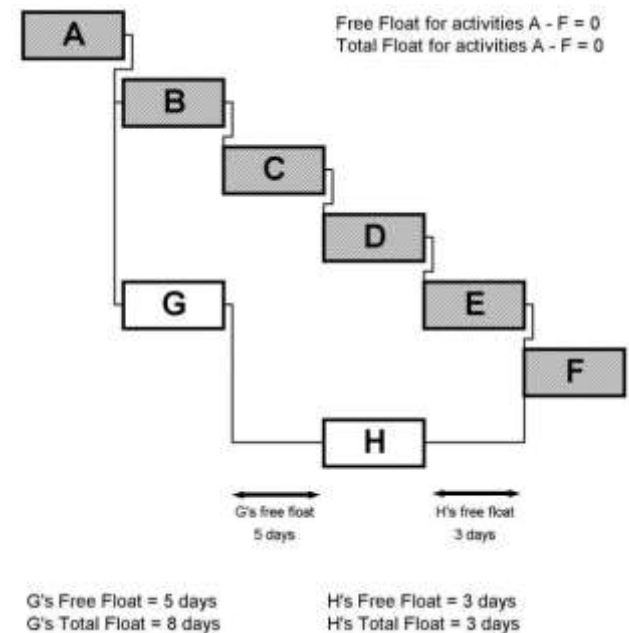 A
Free Float for activities A - F = 0
Total Float for activities A - F = 0
B
C
D
G
E
F
H
G's free float
5 days
H's free float
3 days
G's Free Float = 5 days
G's Total Float = 8 days
H's Free Float = 3 days
H's Total Float = 3 days